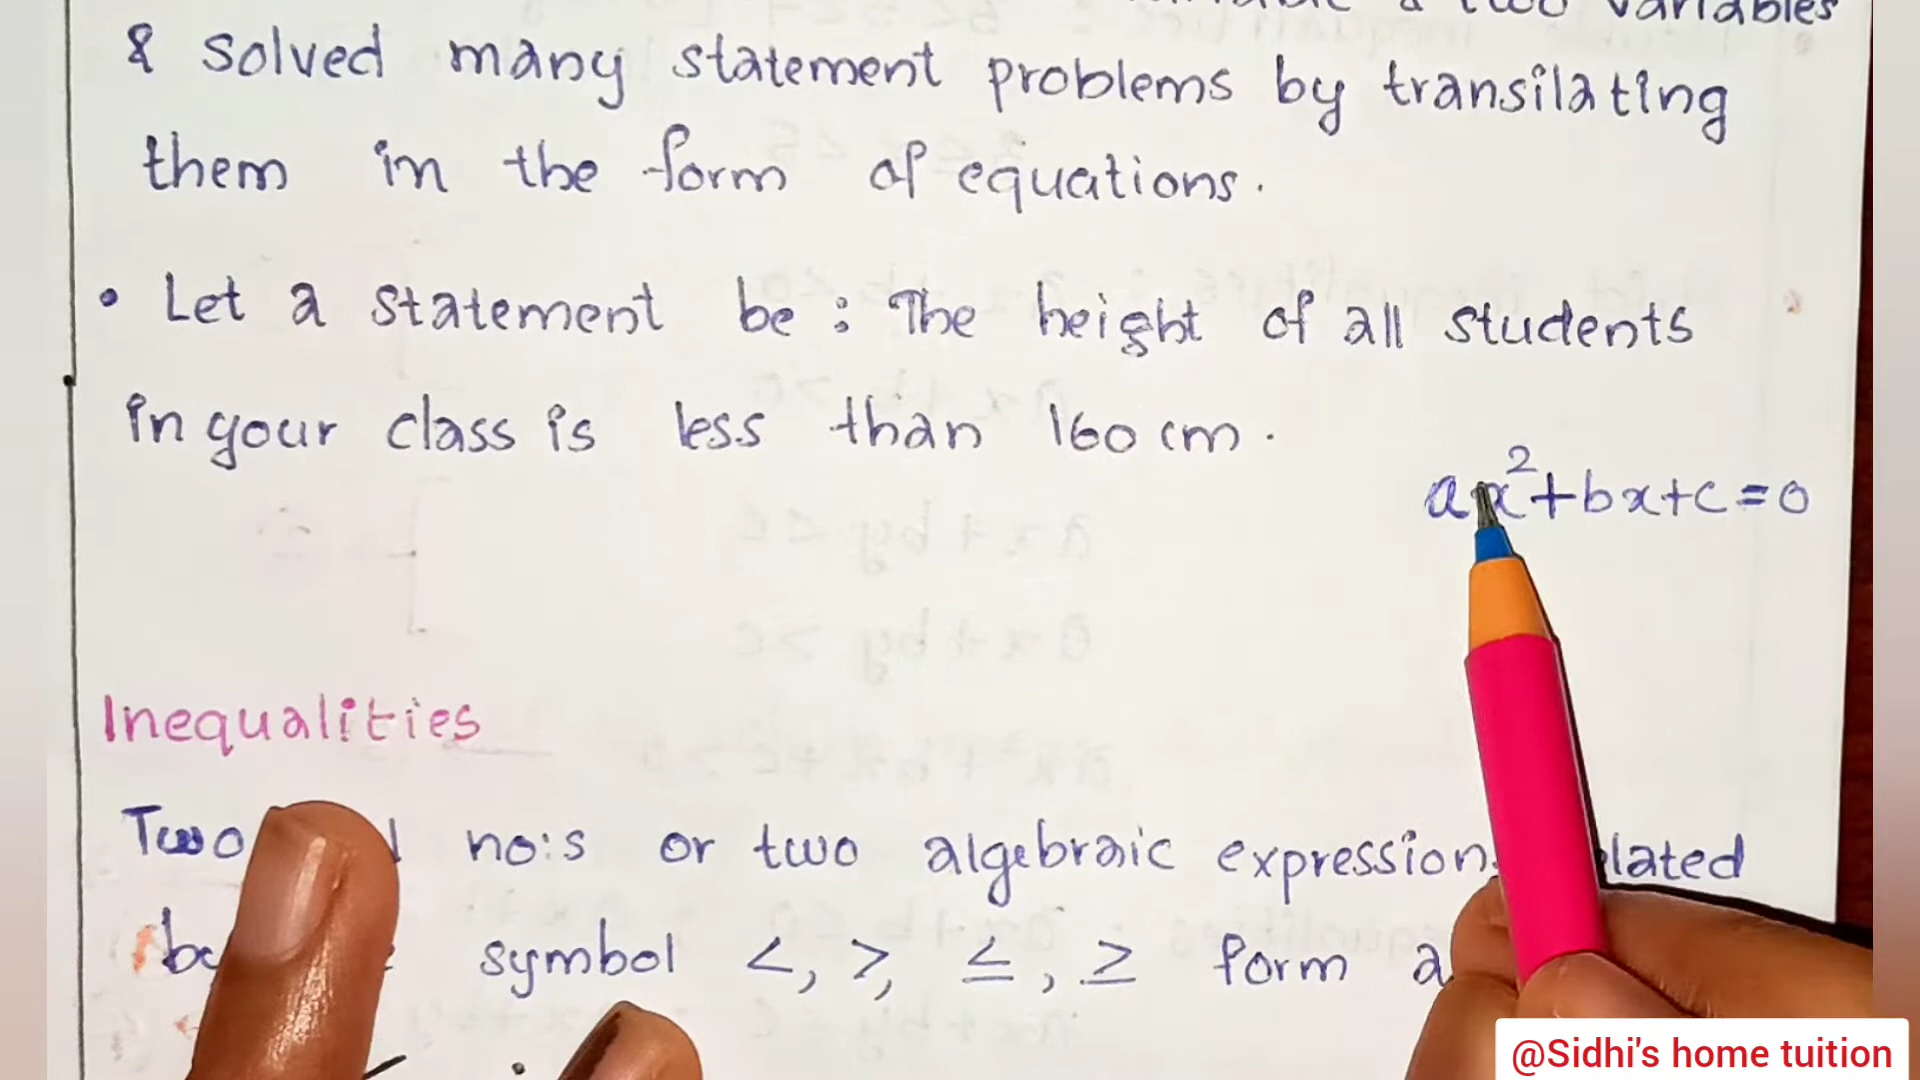 variables
& solved many statement problems by transilating
them in the form of equations.
• Let a statement be : The height of all students
in your class is less than 160 cm.
ax²+bx+c=0
Inequalities
Two no:s or two algebraic expression
symbol <, >, ≤, ≥ form a
@Sidhi's home tuition